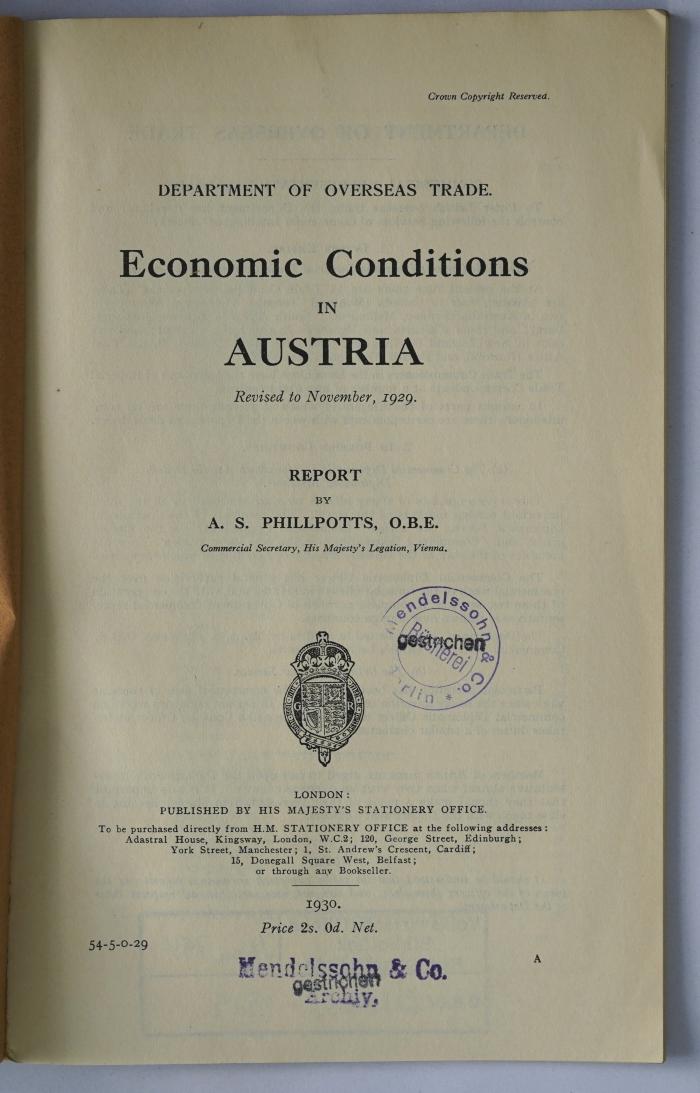 Crown Copyright Reserved.
DEPARTMENT OF OVERSEAS TRADE.
Economic Conditions
IN
AUSTRIA
Revised to November, 1929.
REPORT
BY
A. S. PHILLPOTTS, O.B.E.
Commercial Secretary, His Majesty's Legation, Vienna.
Mendelssohn & Co.
gestrichen
Bücherei
Berlin *
G R
LONDON:
PUBLISHED BY HIS MAJESTY'S STATIONERY OFFICE.
To be purchased directly from H.M. STATIONERY OFFICE at the following addresses:
Adastral House, Kingsway, London, W.C.2; 120, George Street, Edinburgh;
York Street, Manchester; 1, St. Andrew's Crescent, Cardiff;
15, Donegall Square West, Belfast;
or through any Bookseller.
1930.
Price 2s. 0d. Net.
54-5-0-29
A
Mendelssohn & Co.
gestrichen
Archiv,